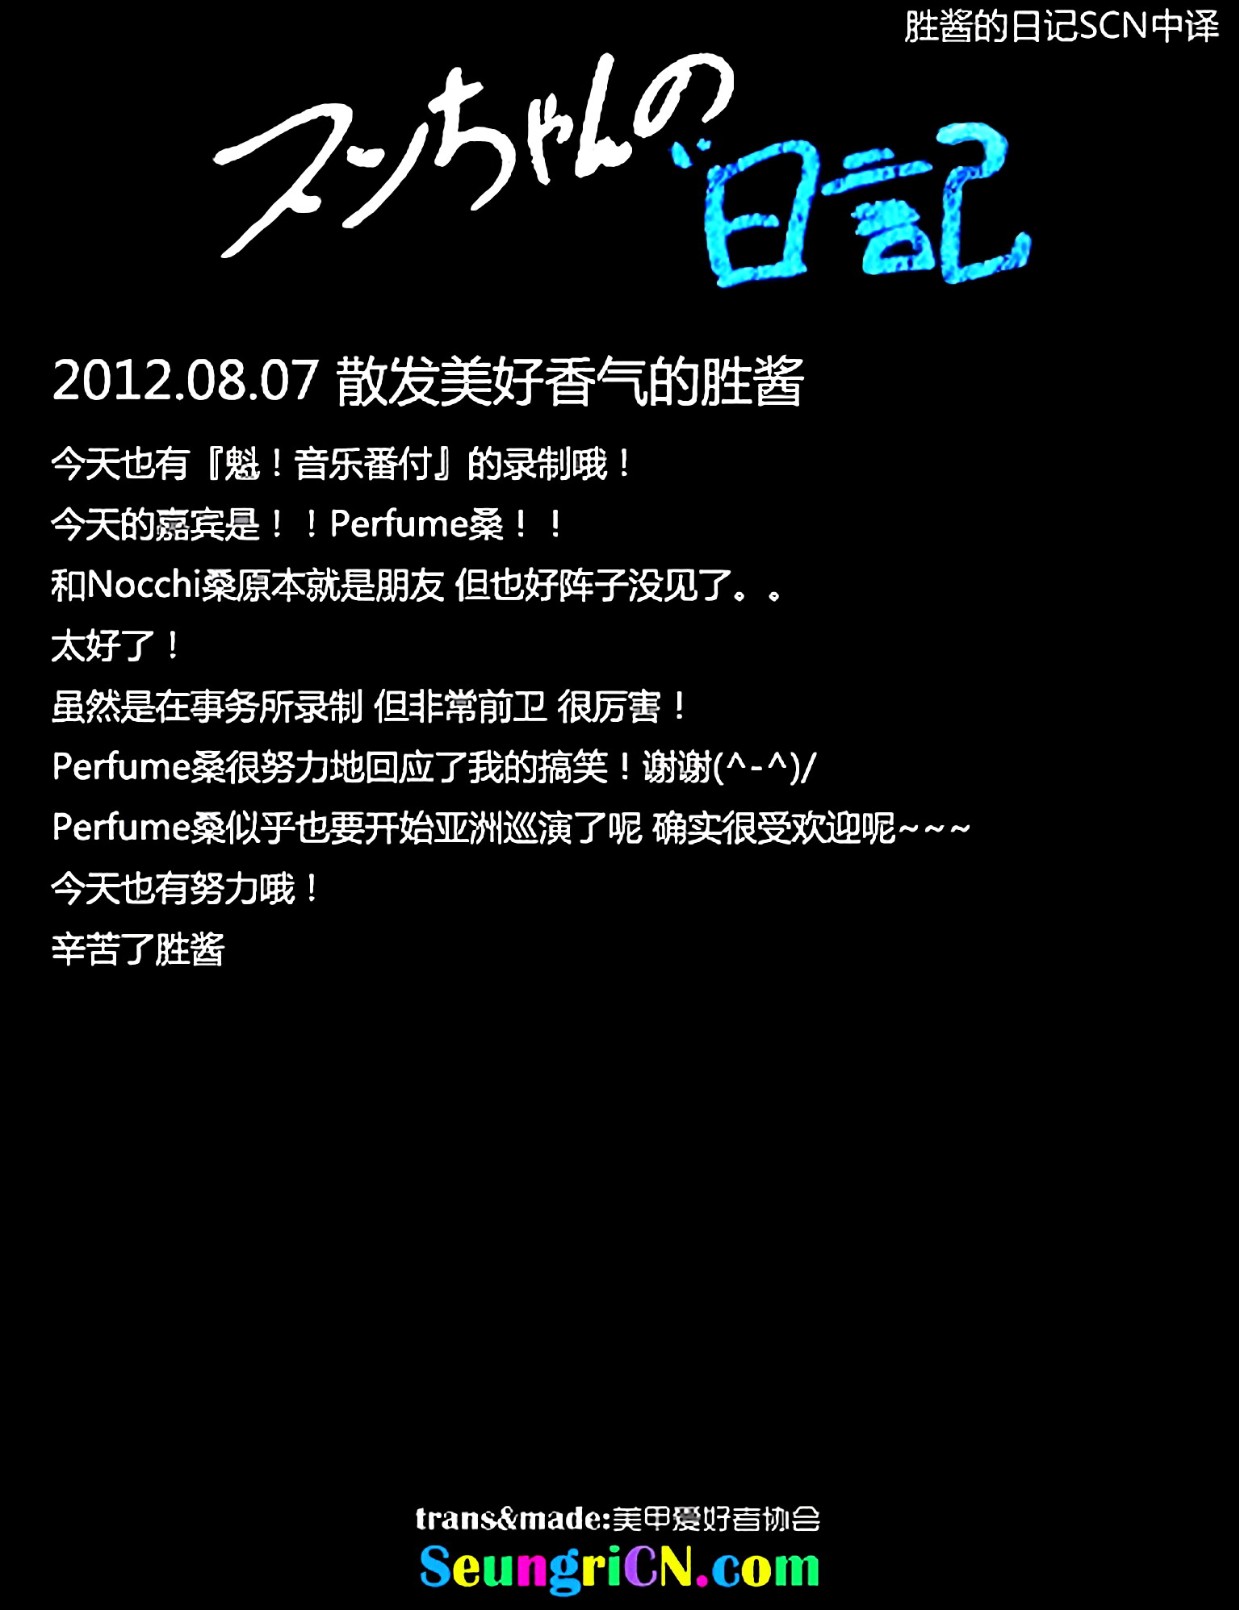 胜酱的日记SCN中译
スンちゃんの
日記
2012.08.07 散发美好香气的胜酱
今天也有『魁！音乐番付』的录制哦！
今天的嘉宾是！！Perfume桑！！
和Nocchi桑原本就是朋友 但也好阵子没见了。。
太好了！
虽然是在事务所录制 但非常前卫 很厉害！
Perfume桑很努力地回应了我的搞笑！谢谢(^-^)/
Perfume桑似乎也要开始亚洲巡演了呢 确实很受欢迎呢~~~
今天也有努力哦！
辛苦了胜酱
trans&made:美甲爱好者协会
SeungriCN.com